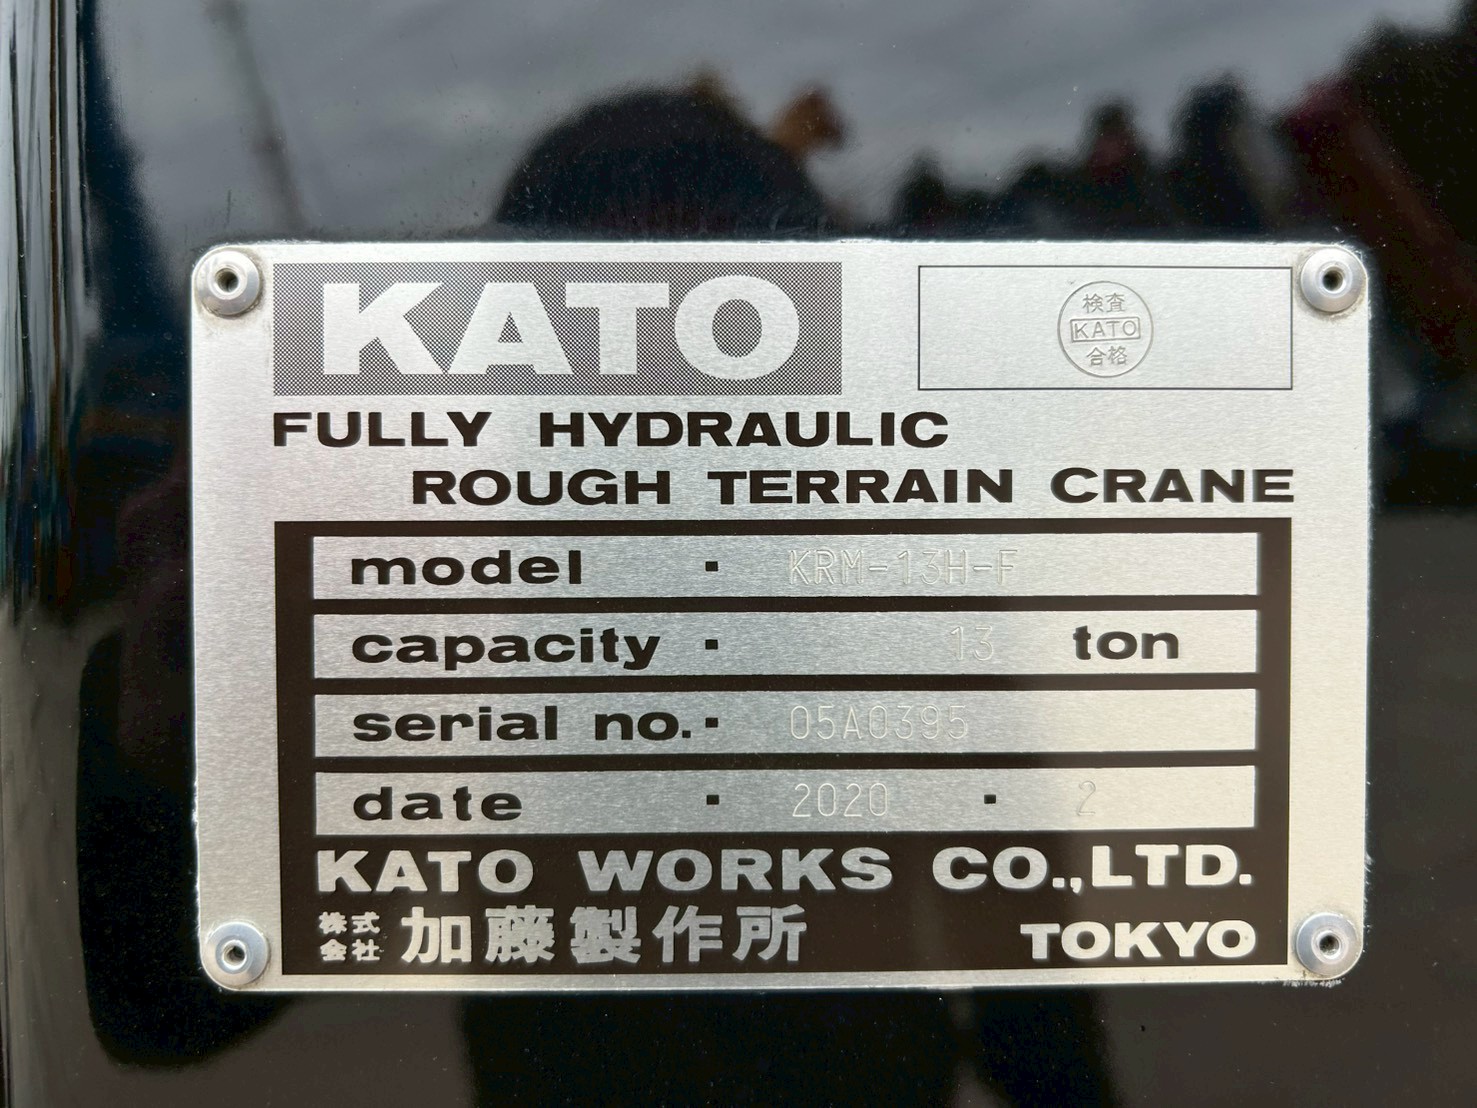 KATO
検査
KATO
合格
FULLY HYDRAULIC
ROUGH TERRAIN CRANE
model · KRM-13H-F
capacity · 13 ton
serial no. · 05A0395
date · 2020 · 2
KATO WORKS CO.,LTD.
株式会社 加藤製作所 TOKYO